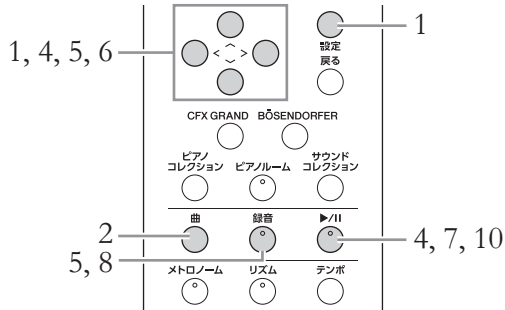 1
設定
1, 4, 5, 6
戻る
CFX GRAND BÖSENDORFER
ピアノ
コレクション
ピアノルーム
サウンド
コレクション
曲
録音
▶/II
2
5, 8
4, 7, 10
メトロノーム
リズム
テンポ